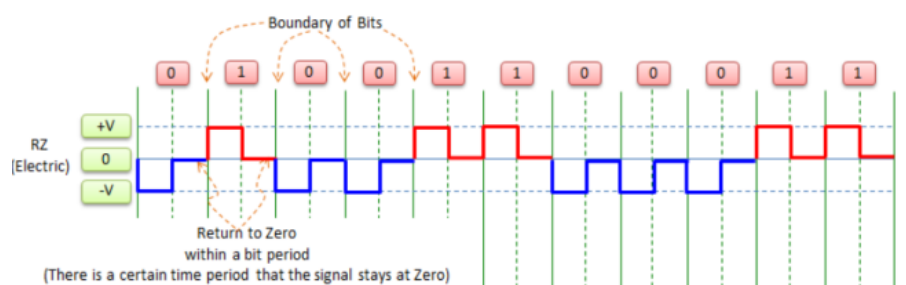 Boundary of Bits
0 1 0 0 1 1 0 0 0 1 1
+V
RZ
(Electric)
0
-V
Return to Zero
within a bit period
(There is a certain time period that the signal stays at Zero)